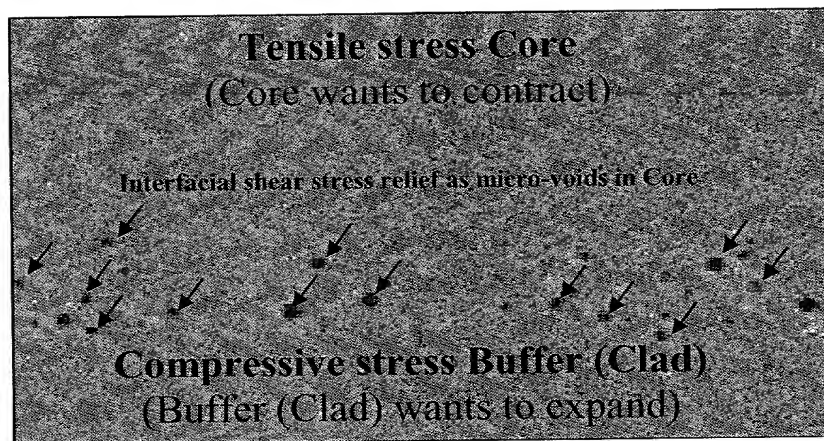 Tensile stress Core
(Core wants to contract)
Interfacial shear stress relief as micro-voids in Core
Compressive stress Buffer (Clad)
(Buffer (Clad) wants to expand)